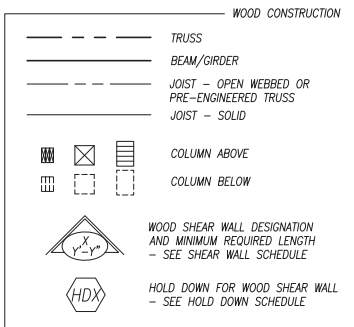 WOOD CONSTRUCTION
TRUSS
BEAM/GIRDER
JOIST – OPEN WEBBED OR
PRE-ENGINEERED TRUSS
JOIST – SOLID
COLUMN ABOVE
COLUMN BELOW
X
Y'-Y"
WOOD SHEAR WALL DESIGNATION
AND MINIMUM REQUIRED LENGTH
– SEE SHEAR WALL SCHEDULE
HDX
HOLD DOWN FOR WOOD SHEAR WALL
– SEE HOLD DOWN SCHEDULE